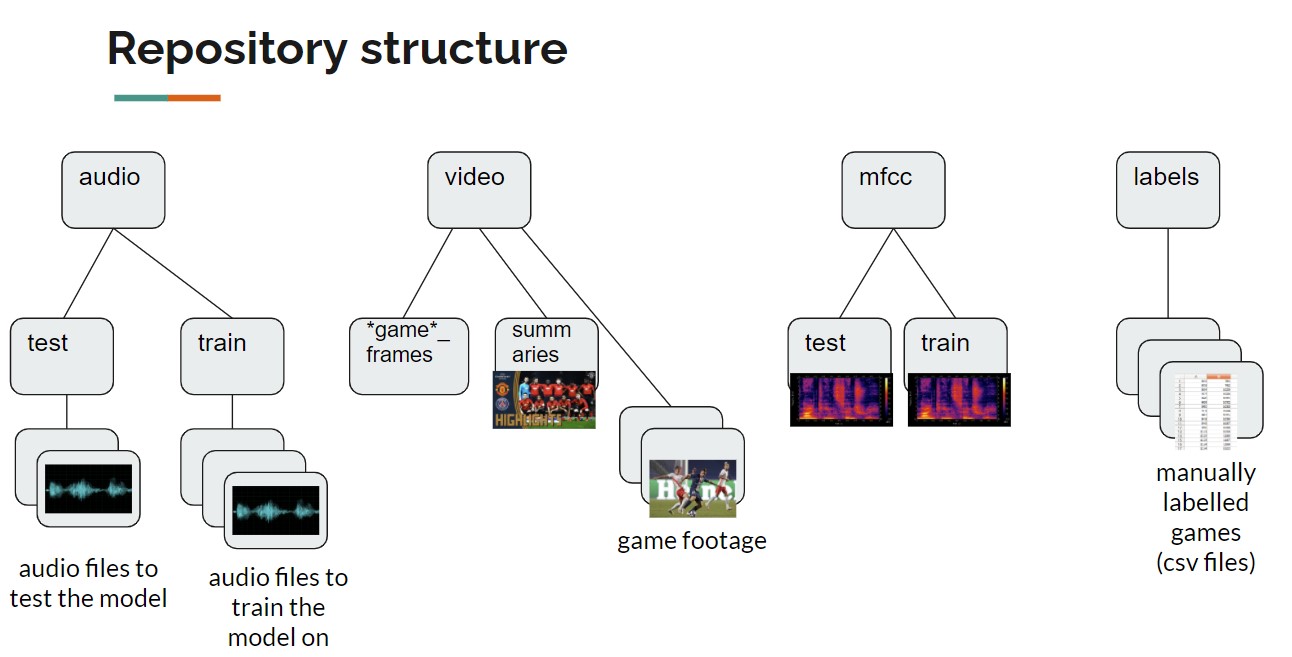 Repository structure
audio
video
mfcc
labels
test
train
*game*_
frames
summ
aries
test
train
HIGHLIGHTS
audio files to
test the model
audio files to
train the
model on
game footage
manually
labelled
games
(csv files)